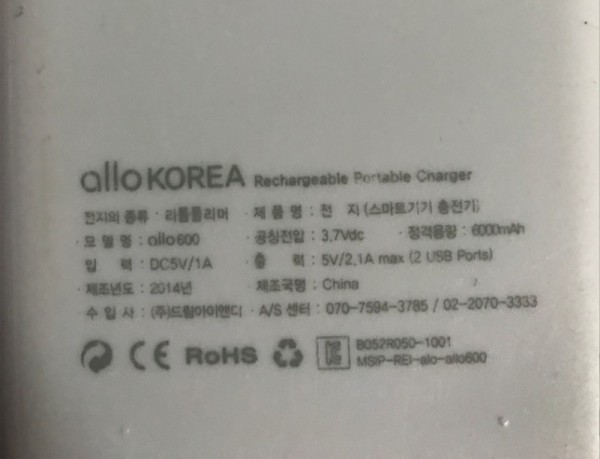 allo KOREA Rechargeable Portable Charger
전지의 종류 : 리튬폴리머 · 제 품 명 : 전 지 (스마트기기 충전기)
· 모 델 명 : allo600 · 공칭전압 : 3.7Vdc · 정격용량 : 6000mAh
입 력 : DC5V/1A · 출 력 : 5V/2.1A max (2 USB Ports)
· 제조년도 : 2014년 · 제조국명 : China
수 입 사 : (주)드림아이앤디 · A/S 센터 : 070-7594-3785 / 02-2070-3333
CE RoHS B052R050-1001
MSIP-REI-alo-allo600